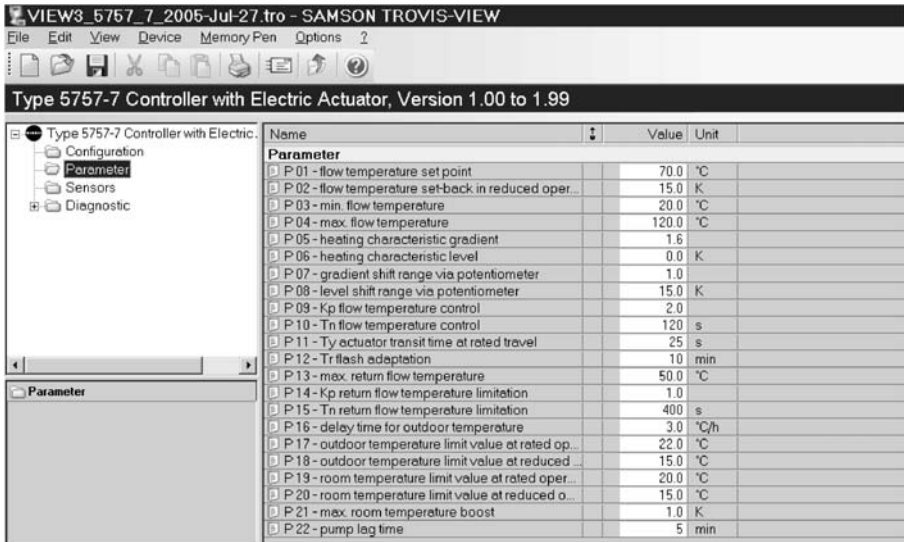 VIEW3_5757_7_2005-Jul-27.tro - SAMSON TROVIS-VIEW
File Edit View Device Memory Pen Options ?
Type 5757-7 Controller with Electric Actuator, Version 1.00 to 1.99
Type 5757-7 Controller with Electric.
Configuration
Parameter
Sensors
Diagnostic
Parameter
Name Value Unit
Parameter
P 01 - flow temperature set point 70.0 °C
P 02 - flow temperature set-back in reduced oper... 15.0 K
P 03 - min. flow temperature 20.0 °C
P 04 - max. flow temperature 120.0 °C
P 05 - heating characteristic gradient 1.6
P 06 - heating characteristic level 0.0 K
P 07 - gradient shift range via potentiometer 1.0
P 08 - level shift range via potentiometer 15.0 K
P 09 - Kp flow temperature control 2.0
P 10 - Tn flow temperature control 120 s
P 11 - Ty actuator transit time at rated travel 25 s
P 12 - Tr flash adaptation 10 min
P 13 - max. return flow temperature 50.0 °C
P 14 - Kp return flow temperature limitation 1.0
P 15 - Tn return flow temperature limitation 400 s
P 16 - delay time for outdoor temperature 3.0 °C/h
P 17 - outdoor temperature limit value at rated op... 22.0 °C
P 18 - outdoor temperature limit value at reduced ... 15.0 °C
P 19 - room temperature limit value at rated oper... 20.0 °C
P 20 - room temperature limit value at reduced o... 15.0 °C
P 21 - max. room temperature boost 1.0 K
P 22 - pump lag time 5 min